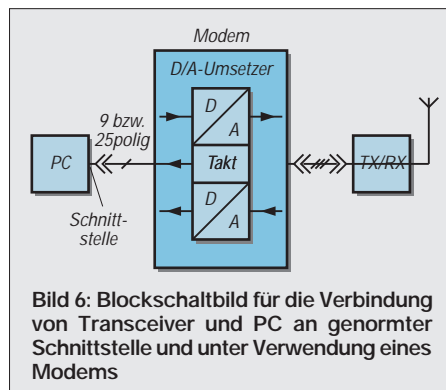 Modem
D/A-Umsetzer
9 bzw.
25polig
D
A
PC
Takt
TX/RX
Schnitt-
stelle
D
A
Bild 6: Blockschaltbild für die Verbindung
von Transceiver und PC an genormter
Schnittstelle und unter Verwendung eines
Modems